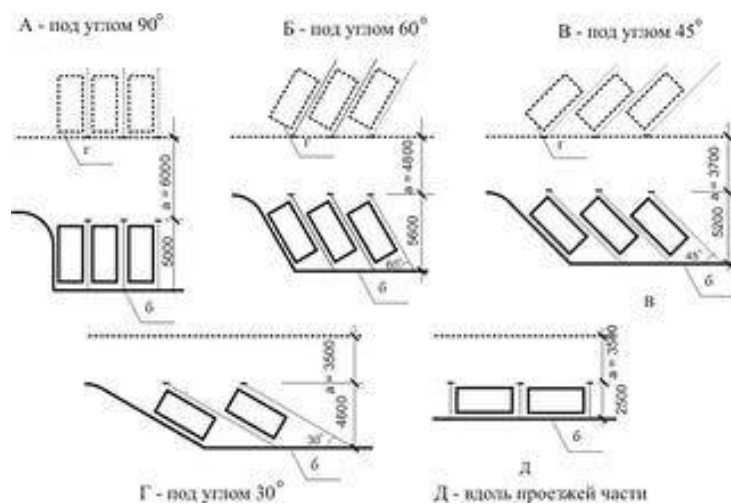 А - под углом 90°
Б - под углом 60°
В - под углом 45°
г
г
г
а = 6000
5000
а = 4800
5600
60°
а = 3700
5200
45°
б
б
б
В
а = 3500
4600
30°
б
а = 3500
2500
б
Д
Г - под углом 30°
Д - вдоль проезжей части